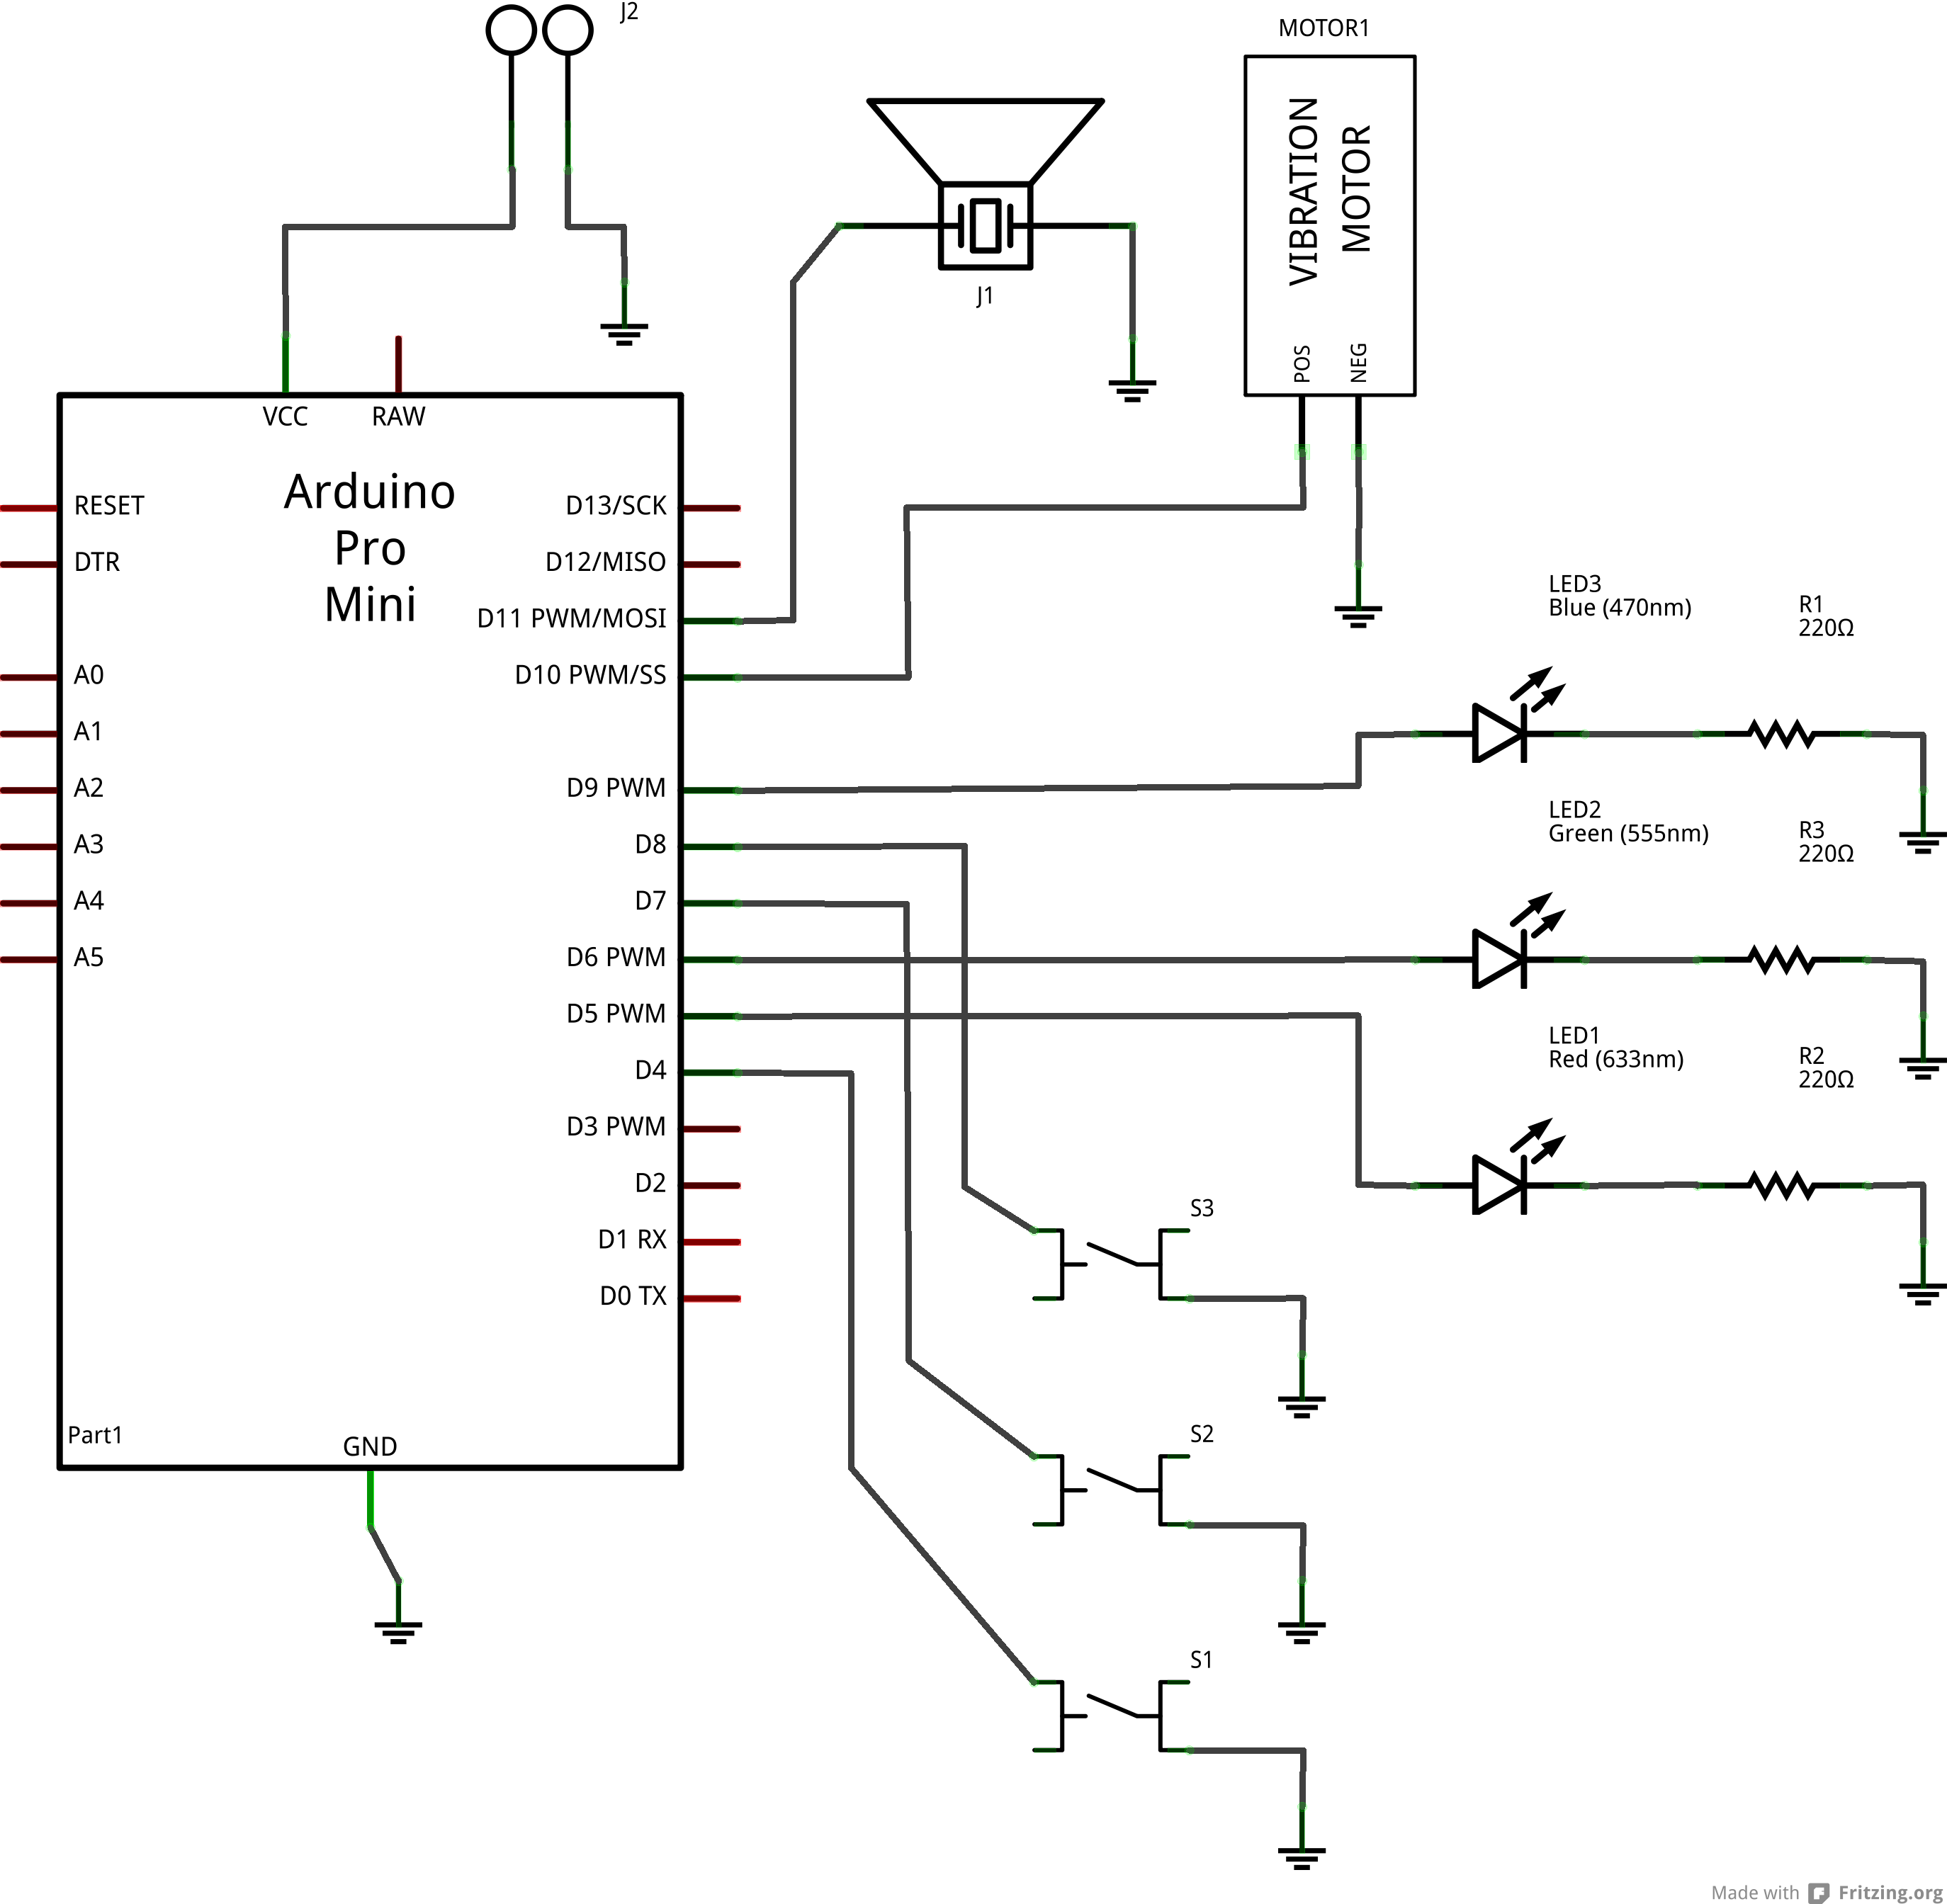 J2
MOTOR1
VIBRATION
MOTOR
POS
NEG
J1
VCC
RAW
Arduino
Pro
Mini
RESET
DTR
A0
A1
A2
A3
A4
A5
D13/SCK
D12/MISO
D11 PWM/MOSI
D10 PWM/SS
D9 PWM
D8
D7
D6 PWM
D5 PWM
D4
D3 PWM
D2
D1 RX
D0 TX
Part1
GND
LED3
Blue (470nm)
R1
220Ω
LED2
Green (555nm)
R3
220Ω
LED1
Red (633nm)
R2
220Ω
S3
S2
S1
Made with Fritzing.org